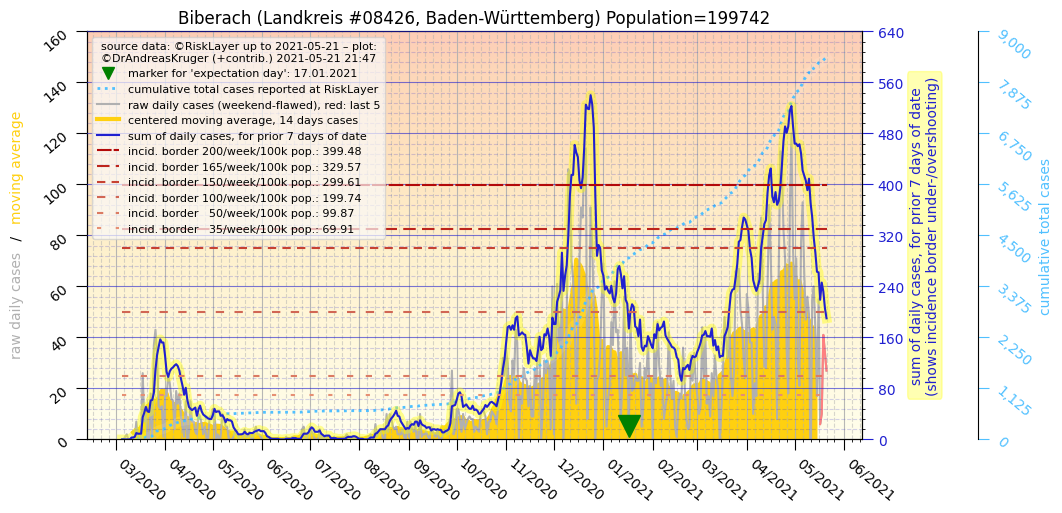 Biberach (Landkreis #08426, Baden-Württemberg) Population=199742
source data: ©RiskLayer up to 2021-05-21 – plot:
©DrAndreasKruger (+contrib.) 2021-05-21 21:47
marker for 'expectation day': 17.01.2021
cumulative total cases reported at RiskLayer
raw daily cases (weekend-flawed), red: last 5
centered moving average, 14 days cases
sum of daily cases, for prior 7 days of date
incid. border 200/week/100k pop.: 399.48
incid. border 165/week/100k pop.: 329.57
incid. border 150/week/100k pop.: 299.61
incid. border 100/week/100k pop.: 199.74
incid. border   50/week/100k pop.: 99.87
incid. border   35/week/100k pop.: 69.91
raw daily cases   /   moving average
160
140
120
100
80
60
40
20
0
03/2020
04/2020
05/2020
06/2020
07/2020
08/2020
09/2020
10/2020
11/2020
12/2020
01/2021
02/2021
03/2021
04/2021
05/2021
06/2021
640
560
480
400
320
240
160
80
0
sum of daily cases, for prior 7 days of date
(shows incidence border under-/overshooting)
9,000
7,875
6,750
5,625
4,500
3,375
2,250
1,125
0
cumulative total cases